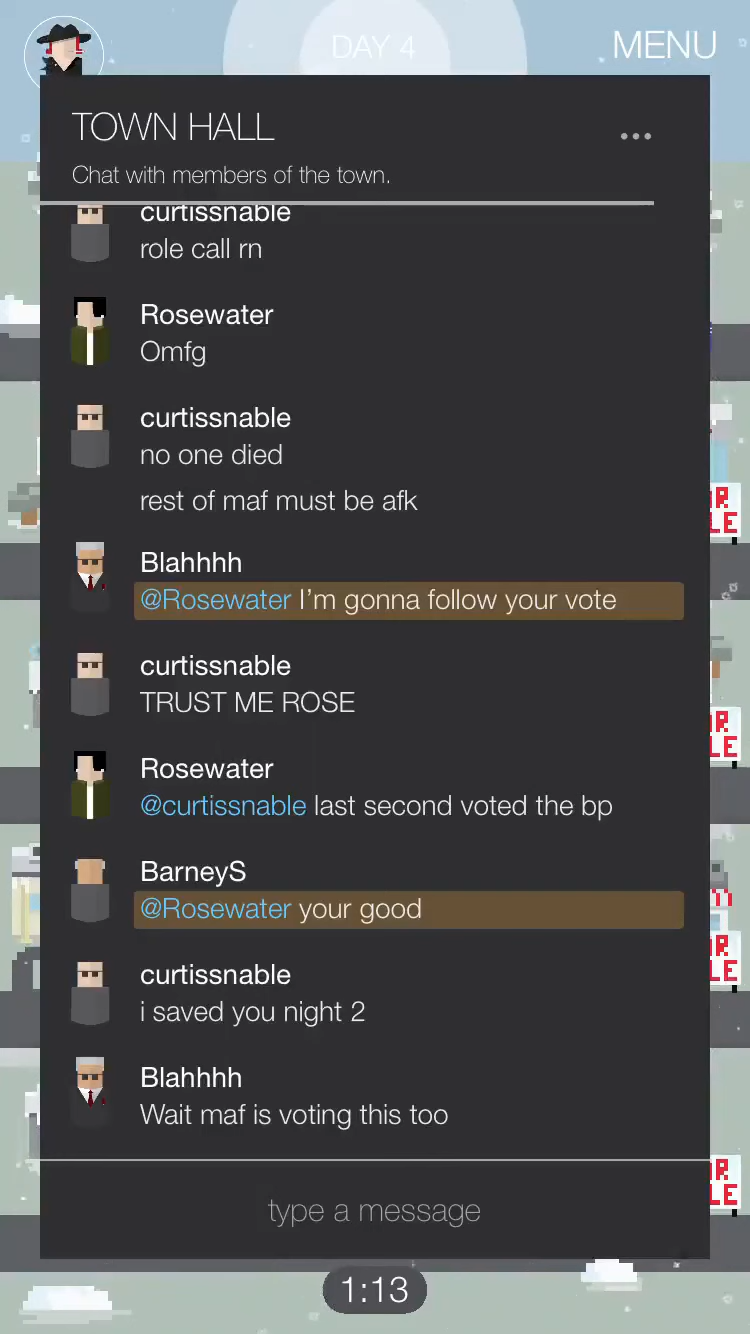 DAY 4
MENU
TOWN HALL
Chat with members of the town.
curtissnable
role call rn
Rosewater
Omfg
curtissnable
no one died
rest of maf must be afk
Blahhhh
@Rosewater I'm gonna follow your vote
curtissnable
TRUST ME ROSE
Rosewater
@curtissnable last second voted the bp
BarneyS
@Rosewater your good
curtissnable
i saved you night 2
Blahhhh
Wait maf is voting this too
type a message
1:13